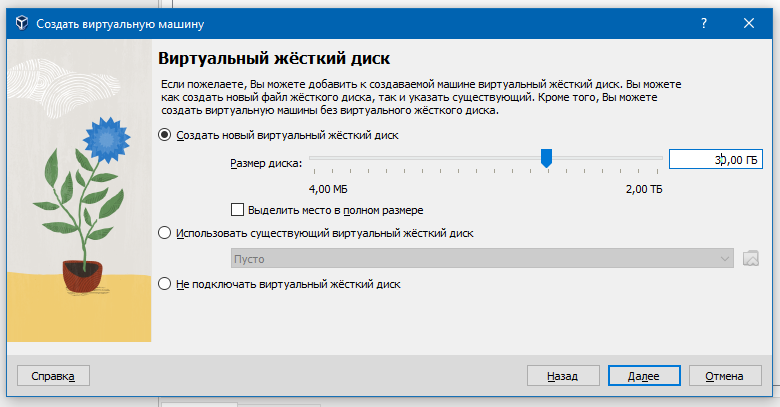 Создать виртуальную машину
Виртуальный жёсткий диск
Если пожелаете, Вы можете добавить к создаваемой машине виртуальный жёсткий диск. Вы можете
как создать новый файл жёсткого диска, так и указать существующий. Кроме того, Вы можете
создать виртуальную машины без виртуального жёсткого диска.
Создать новый виртуальный жёсткий диск
Размер диска:
30,00 ГБ
4,00 МБ
2,00 ТБ
Выделить место в полном размере
Использовать существующий виртуальный жёсткий диск
Пусто
Не подключать виртуальный жёсткий диск
Справка
Назад
Далее
Отмена